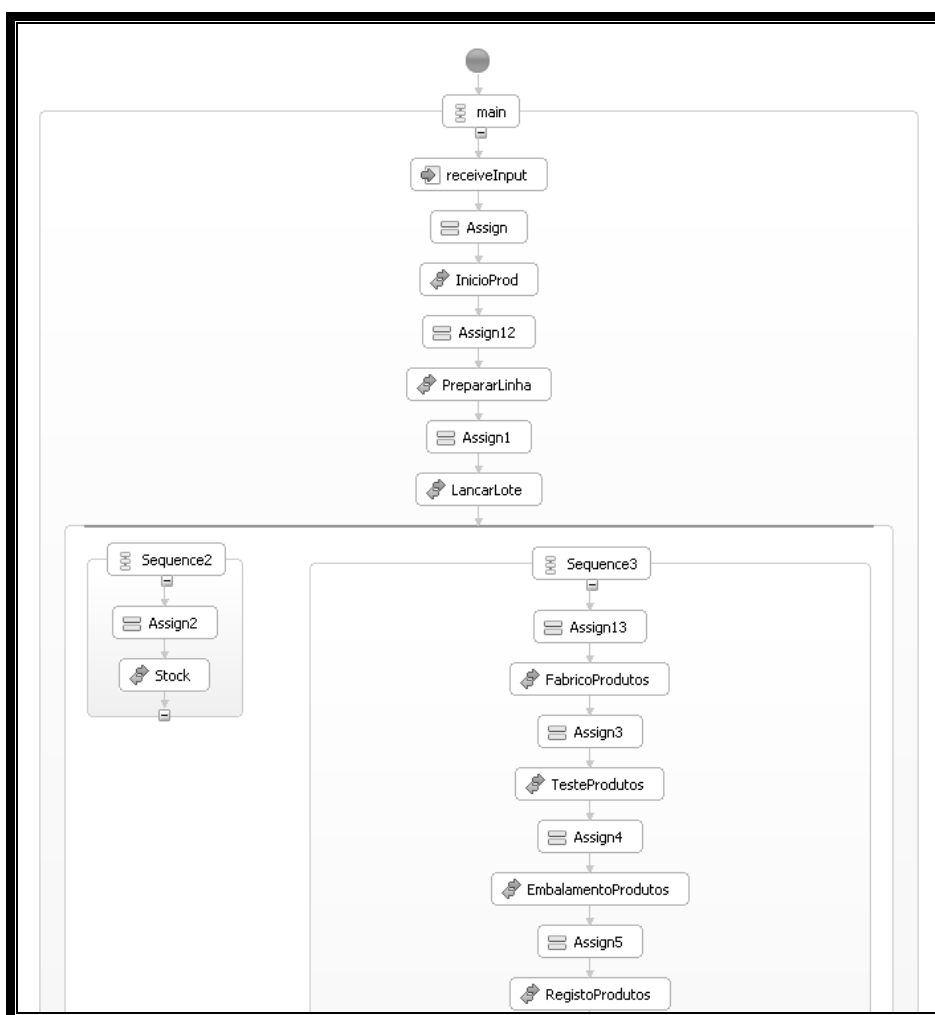 main
receiveInput
Assign
InicioProd
Assign12
PrepararLinha
Assign1
LancarLote
Sequence2
Assign2
Stock
Sequence3
Assign13
FabricoProdutos
Assign3
TesteProdutos
Assign4
EmbalamentoProdutos
Assign5
RegistoProdutos